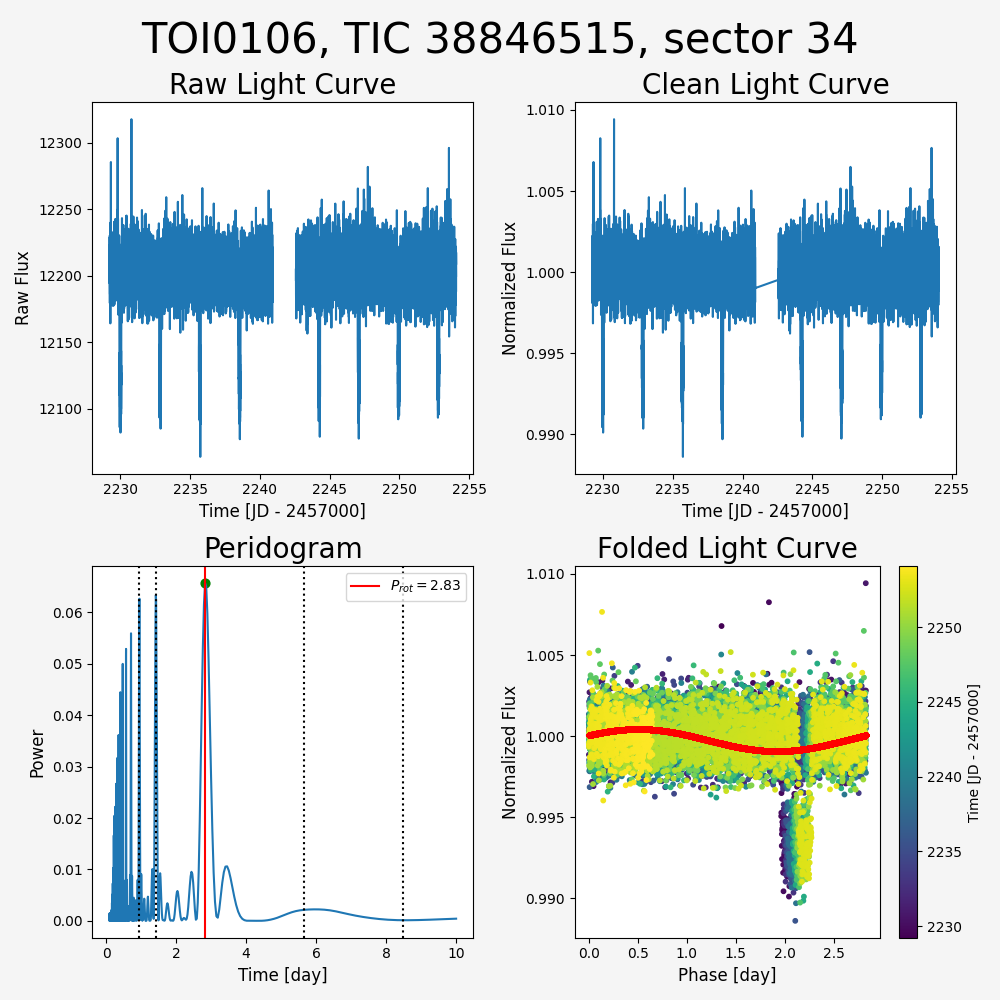 TOI0106, TIC 38846515, sector 34
Raw Light Curve
Clean Light Curve
Raw Flux
12300
12250
12200
12150
12100
2230 2235 2240 2245 2250 2255
Time [JD - 2457000]
Normalized Flux
1.010
1.005
1.000
0.995
0.990
2230 2235 2240 2245 2250 2255
Time [JD - 2457000]
Peridogram
Folded Light Curve
Power
0.06
0.05
0.04
0.03
0.02
0.01
0.00
P_rot = 2.83
0 2 4 6 8 10
Time [day]
Normalized Flux
1.010
1.005
1.000
0.995
0.990
0.0 0.5 1.0 1.5 2.0 2.5
Phase [day]
2250
2245
2240
2235
2230
Time [JD - 2457000]